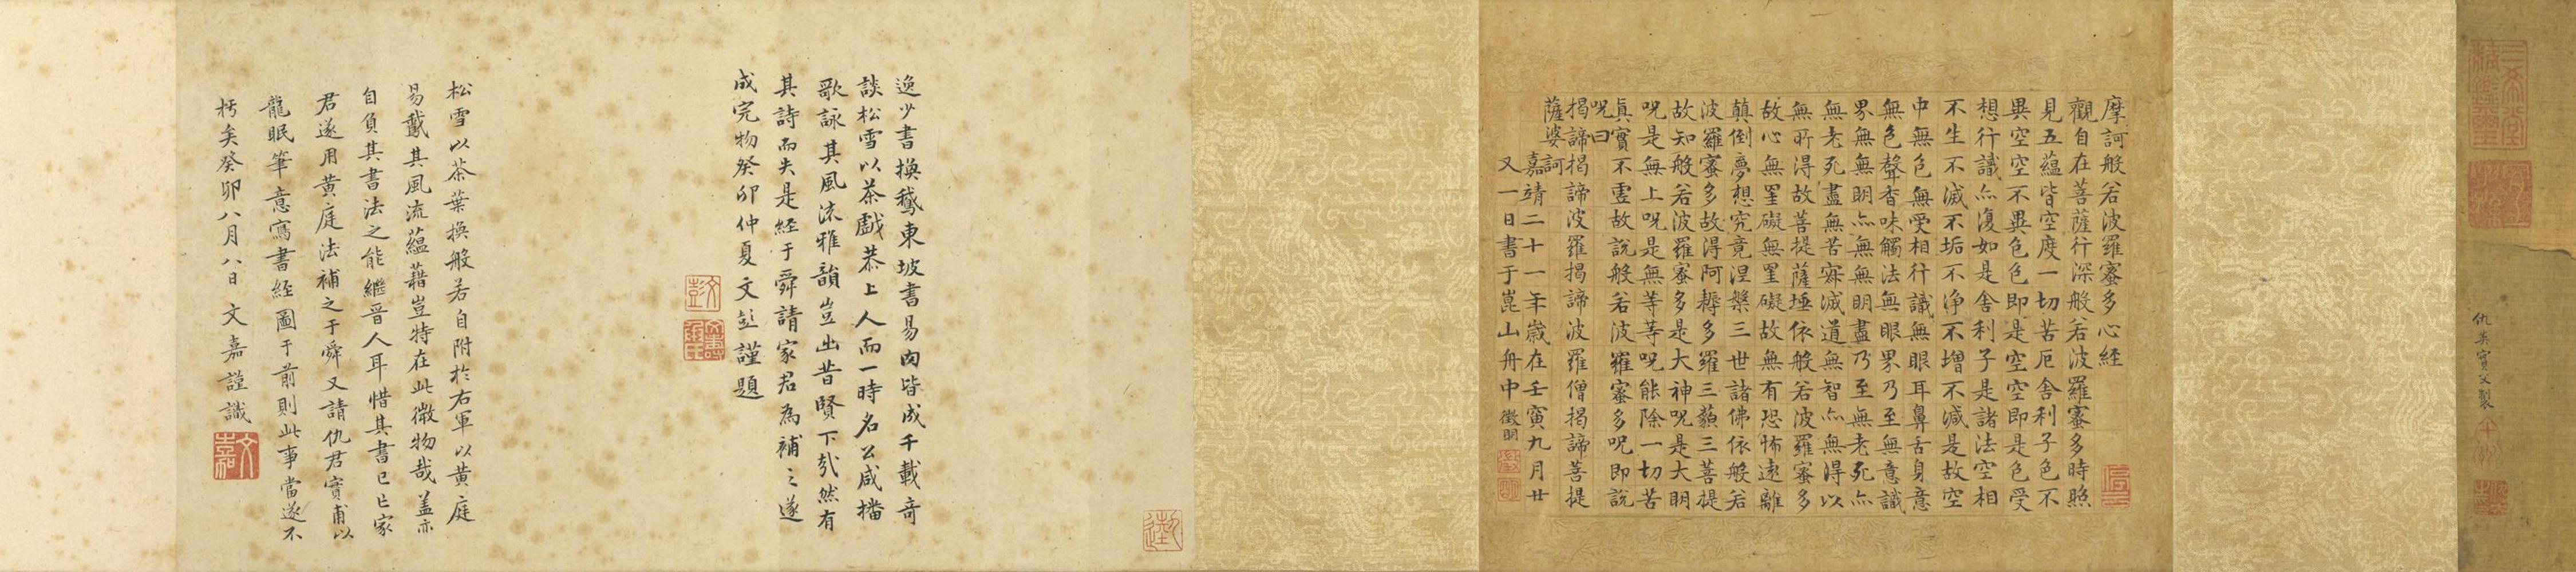 仇英實父製
摩訶般若波羅蜜多心經
觀自在菩薩行深般若波羅蜜多時照
見五蘊皆空度一切苦厄舍利子色不
異空空不異色色即是空空即是色受
想行識亦復如是舍利子是諸法空相
不生不滅不垢不淨不增不減是故空
中無色無受想行識無眼耳鼻舌身意
無色聲香味觸法無眼界乃至無意識
界無無明亦無無明盡乃至無老死亦
無老死盡無苦寂滅道無智亦無得以
無所得故菩提薩埵依般若波羅蜜多
故心無罣礙無罣礙故無有恐怖遠離
顛倒夢想究竟涅槃三世諸佛依般若
波羅蜜多故得阿耨多羅三藐三菩提
故知般若波羅蜜多是大神呪是大明
呪是無上呪是無等等呪能除一切苦
真實不虛故說般若波羅蜜多呪即說
呪曰
揭諦揭諦波羅揭諦波羅僧揭諦菩提
薩婆訶
嘉靖二十一年歲在壬寅九月廿
又一日書于崑山舟中徵明
逸少書換鵝東坡書易肉皆成千載奇
談松雪以茶戲恭上人而一時名公咸播
歌詠其風流雅韻豈出昔賢下哉然有
其詩而失是經于舜請家君為補之遂
成完物癸卯仲夏文彭謹題
文彭
文壽承氏
松雪以茶葉換般若自附於右軍以黃庭
易鵞其風流蘊藉豈特在此微物哉蓋亦
自負其書法之能繼晉人耳惜其書已亡家
君遂用黃庭法補之于舜又請仇君實甫以
龍眠筆意寫書經圖于前則此事當遂不
朽矣癸卯八月八日文嘉謹識
文嘉